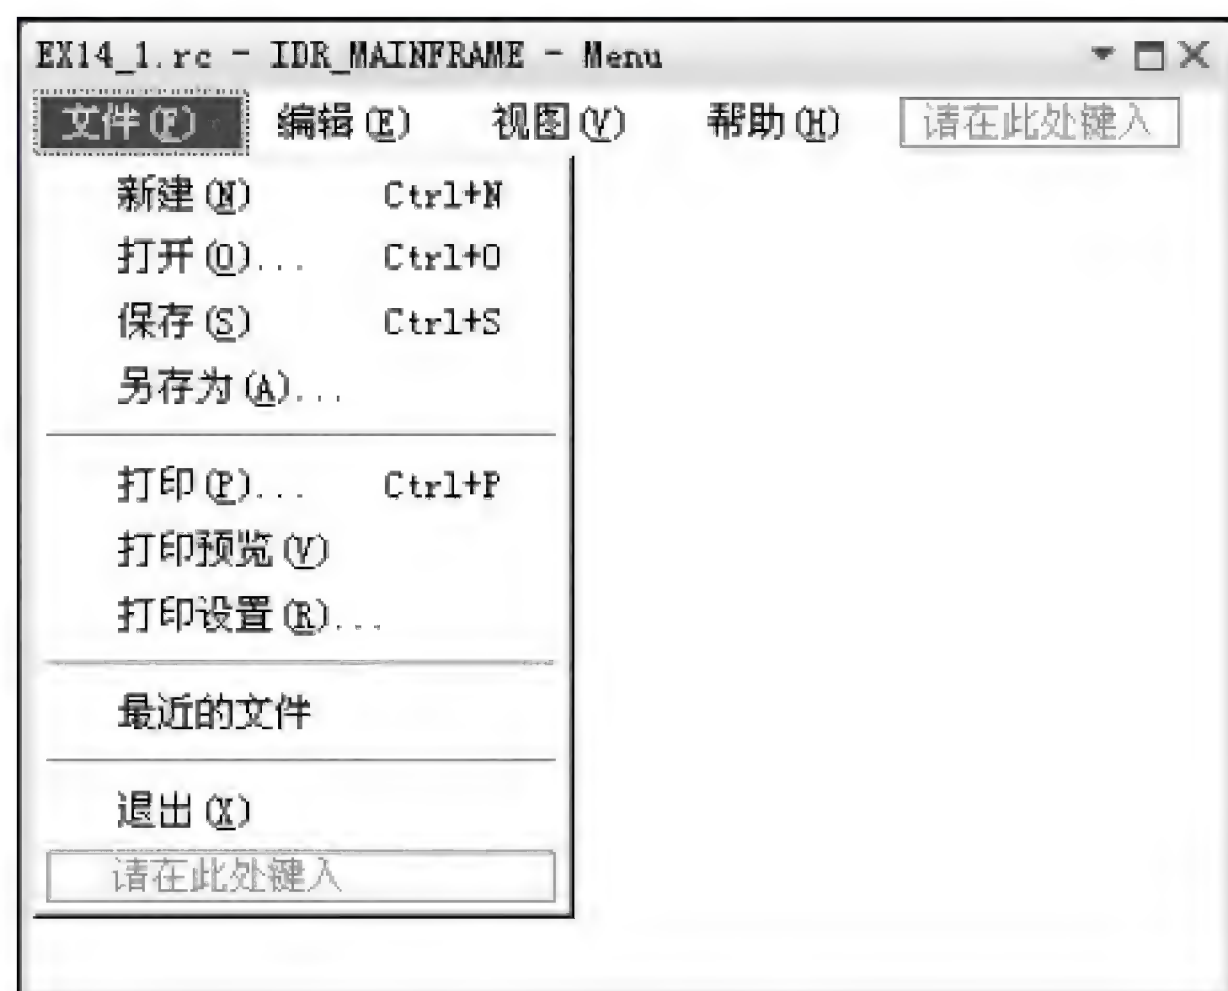 EX14_1.rc - IDR_MAINFRAME - Menu
文件(F) 编辑(E) 视图(V) 帮助(H) 请在此处键入
新建(N) Ctrl+N
打开(O)... Ctrl+O
保存(S) Ctrl+S
另存为(A)...
打印(P)... Ctrl+P
打印预览(V)
打印设置(R)...
最近的文件
退出(X)
请在此处键入